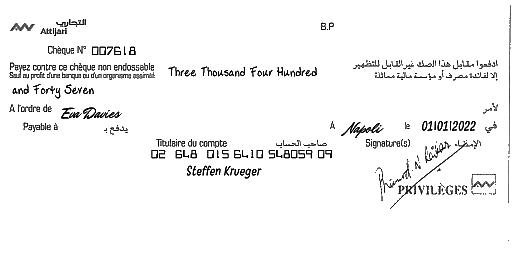 التجاري
Attijari
B.P
Chèque N° 007618
Payez contre ce chèque non endossable
Sauf au profit d'une banque ou d'un organisme assimilé
Three Thousand Four Hundred
ادفعوا مقابل هذا الصك غير القابل للتظهير
إلا لفائدة مصرف أو مؤسسة مالية مماثلة
and Forty Seven
A l'ordre de Eva Davies
لأمر
Payable à يدفع بـ
A Napoli le 01/01/2022 في
Titulaire du compte صاحب الحساب
Signature(s) الإمضاء
02 648 015 6410 548059 09
Steffen Krueger
PRIVILÈGES